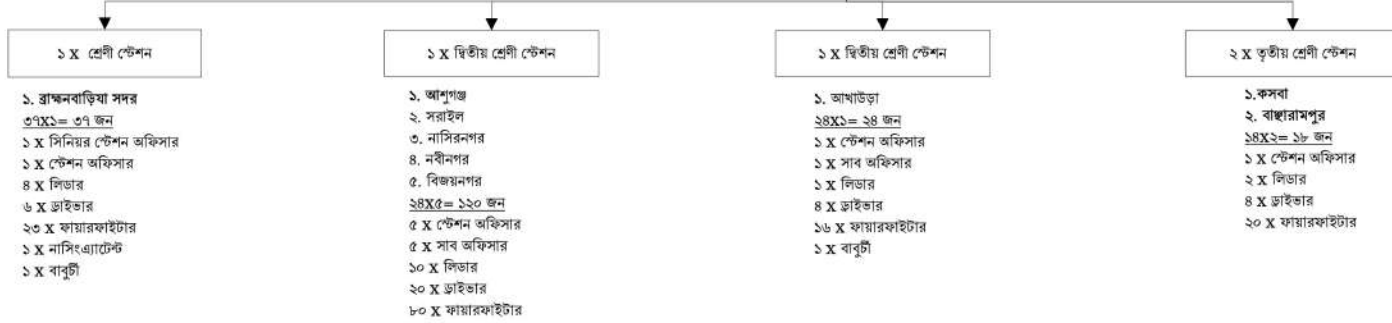 ১ X শ্রেণী স্টেশন
১. ব্রাহ্মনবাড়িযা সদর
৩৭X১= ৩৭ জন
১ X সিনিয়র স্টেশন অফিসার
১ X স্টেশন অফিসার
৪ X লিডার
৬ X ড্রাইভার
২৩ X ফায়ারফাইটার
১ X নাসিংএ্যাটেন্ট
১ X বাবুর্চী
১ X দ্বিতীয় শ্রেণী স্টেশন
১. আশুগঞ্জ
২. সরাইল
৩. নাসিরনগর
৪. নবীনগর
৫. বিজয়নগর
২৪X৫= ১২০ জন
৫ X স্টেশন অফিসার
৫ X সাব অফিসার
১০ X লিডার
২০ X ড্রাইভার
৮০ X ফায়ারফাইটার
১ X দ্বিতীয় শ্রেণী স্টেশন
১. আখাউড়া
২৪X১= ২৪ জন
১ X স্টেশন অফিসার
১ X সাব অফিসার
১ X লিডার
৪ X ড্রাইভার
১৬ X ফায়ারফাইটার
১ X বাবুর্চী
২ X তৃতীয় শ্রেণী স্টেশন
১.কসবা
২. বাঞ্ছারামপুর
১৪X২= ১৮ জন
১ X স্টেশন অফিসার
২ X লিডার
৪ X ড্রাইভার
২০ X ফায়ারফাইটার